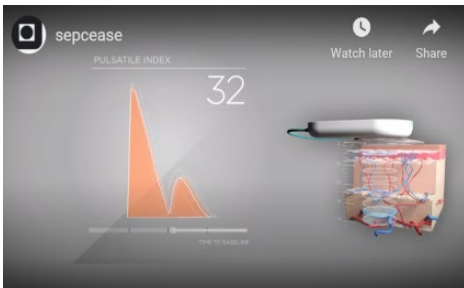 sepcease
Watch later
Share
PULSATILE INDEX
32
TIME TO BASELINE